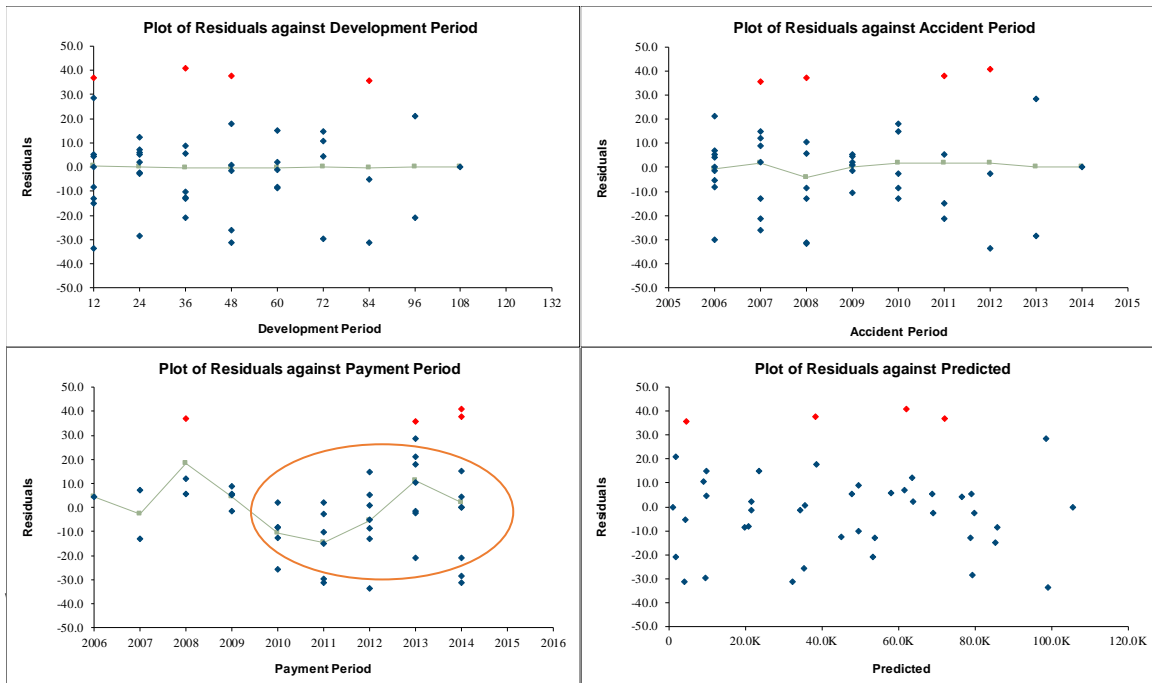 Plot of Residuals against Development Period
50.0
40.0
30.0
20.0
10.0
0.0
-10.0
-20.0
-30.0
-40.0
-50.0
Residuals
12 24 36 48 60 72 84 96 108 120 132
Development Period
Plot of Residuals against Accident Period
50.0
40.0
30.0
20.0
10.0
0.0
-10.0
-20.0
-30.0
-40.0
-50.0
Residuals
2005 2006 2007 2008 2009 2010 2011 2012 2013 2014 2015
Accident Period
Plot of Residuals against Payment Period
50.0
40.0
30.0
20.0
10.0
0.0
-10.0
-20.0
-30.0
-40.0
-50.0
Residuals
2006 2007 2008 2009 2010 2011 2012 2013 2014 2015 2016
Payment Period
Plot of Residuals against Predicted
50.0
40.0
30.0
20.0
10.0
0.0
-10.0
-20.0
-30.0
-40.0
-50.0
Residuals
0 20.0K 40.0K 60.0K 80.0K 100.0K 120.0K
Predicted